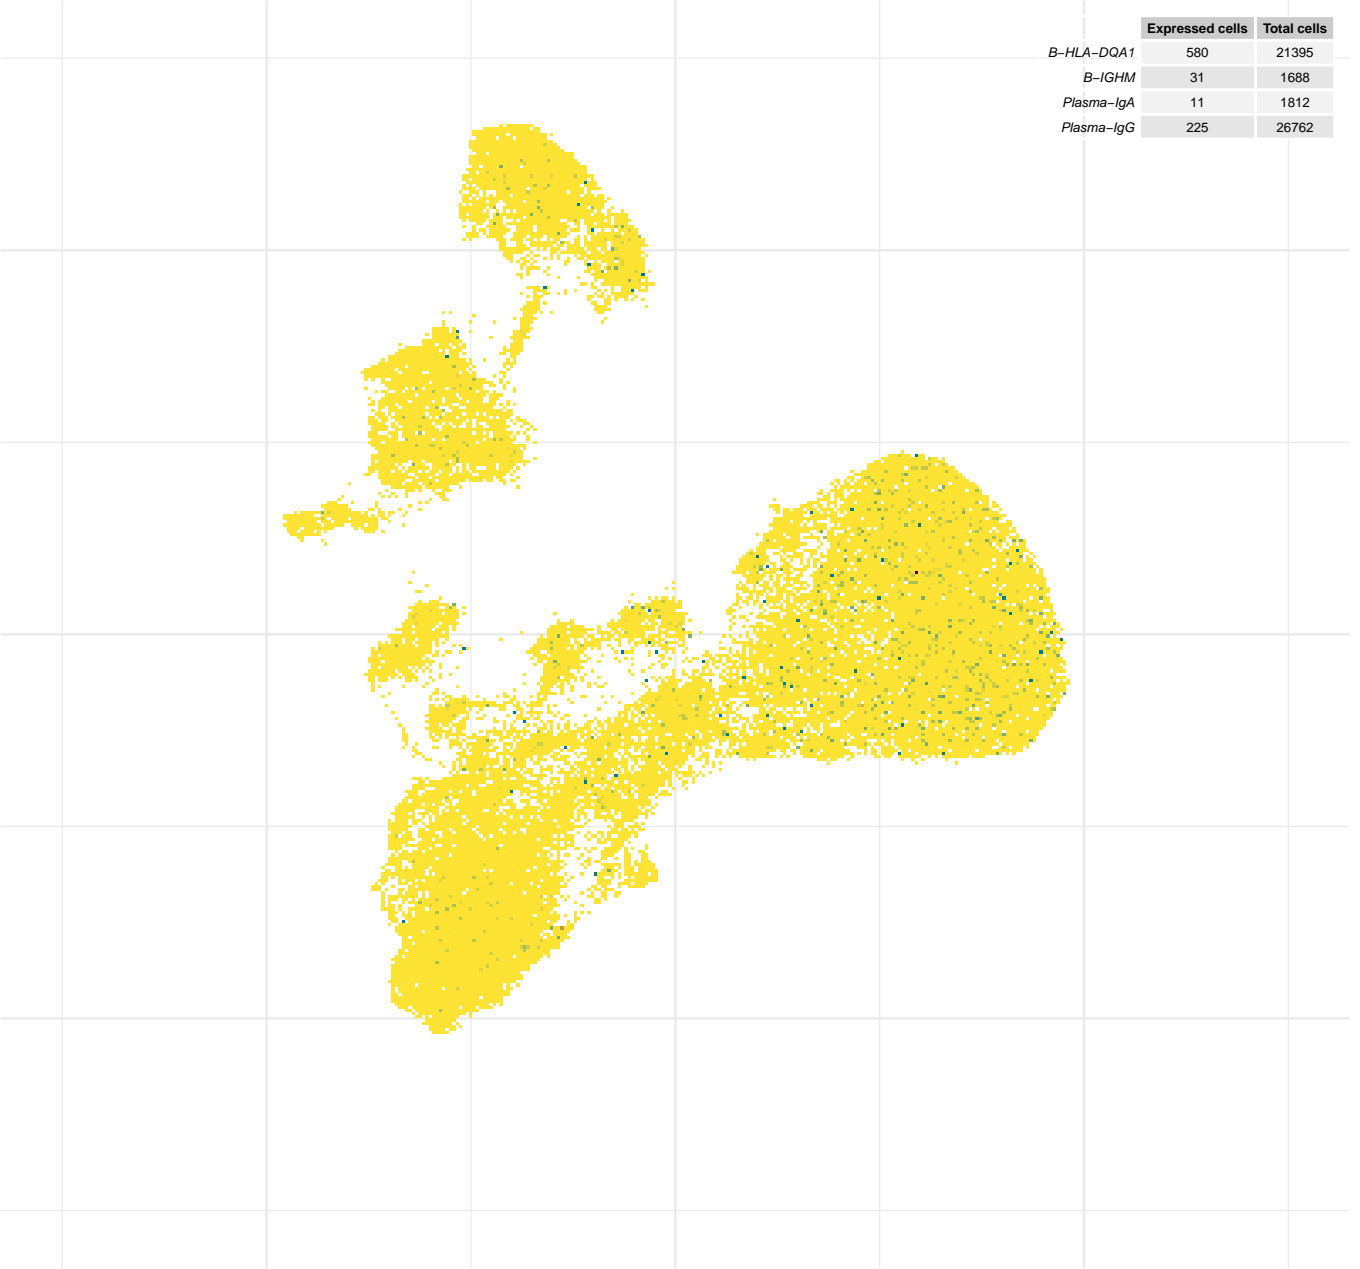 Expressed cells Total cells
B−HLA−DQA1 580 21395
B−IGHM 31 1688
Plasma−IgA 11 1812
Plasma−IgG 225 26762